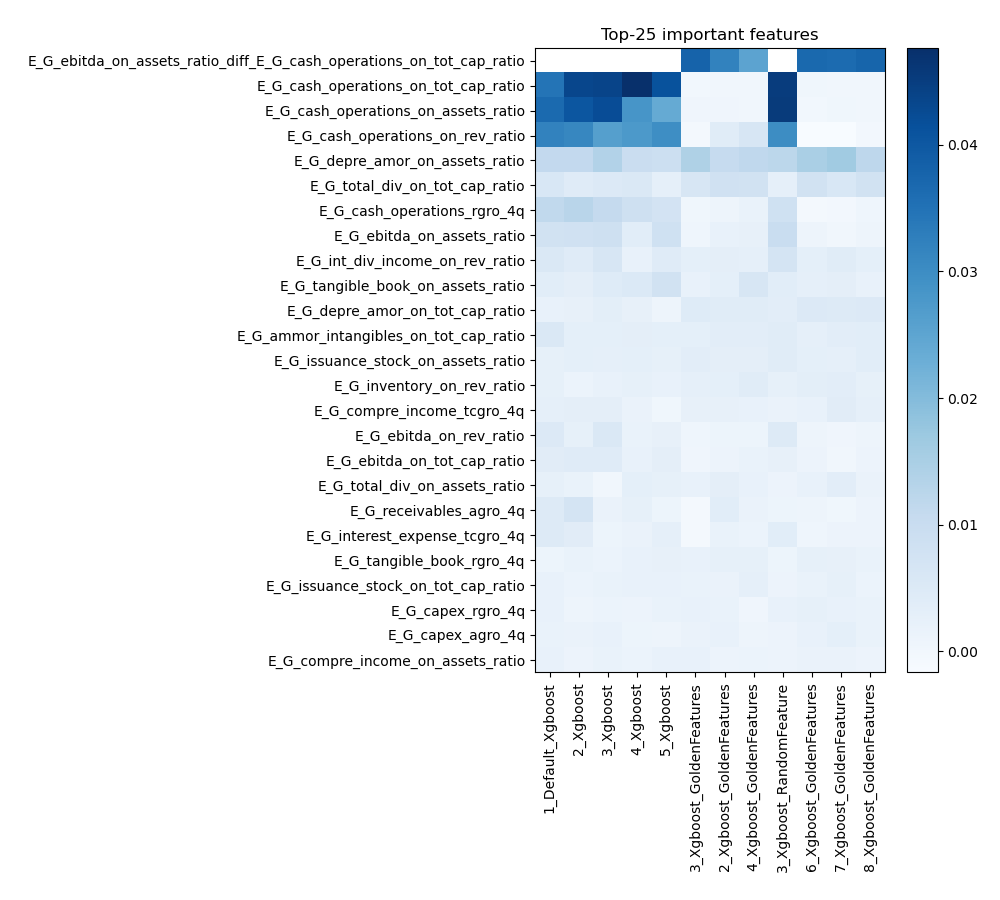 Top-25 important features
E_G_ebitda_on_assets_ratio_diff_E_G_cash_operations_on_tot_cap_ratio
E_G_cash_operations_on_tot_cap_ratio
E_G_cash_operations_on_assets_ratio
E_G_cash_operations_on_rev_ratio
E_G_depre_amor_on_assets_ratio
E_G_total_div_on_tot_cap_ratio
E_G_cash_operations_rgro_4q
E_G_ebitda_on_assets_ratio
E_G_int_div_income_on_rev_ratio
E_G_tangible_book_on_assets_ratio
E_G_depre_amor_on_tot_cap_ratio
E_G_ammor_intangibles_on_tot_cap_ratio
E_G_issuance_stock_on_assets_ratio
E_G_inventory_on_rev_ratio
E_G_compre_income_tcgro_4q
E_G_ebitda_on_rev_ratio
E_G_ebitda_on_tot_cap_ratio
E_G_total_div_on_assets_ratio
E_G_receivables_agro_4q
E_G_interest_expense_tcgro_4q
E_G_tangible_book_rgro_4q
E_G_issuance_stock_on_tot_cap_ratio
E_G_capex_rgro_4q
E_G_capex_agro_4q
E_G_compre_income_on_assets_ratio
1_Default_Xgboost
2_Xgboost
3_Xgboost
4_Xgboost
5_Xgboost
3_Xgboost_GoldenFeatures
2_Xgboost_GoldenFeatures
4_Xgboost_GoldenFeatures
3_Xgboost_RandomFeature
6_Xgboost_GoldenFeatures
7_Xgboost_GoldenFeatures
8_Xgboost_GoldenFeatures
0.04
0.03
0.02
0.01
0.00